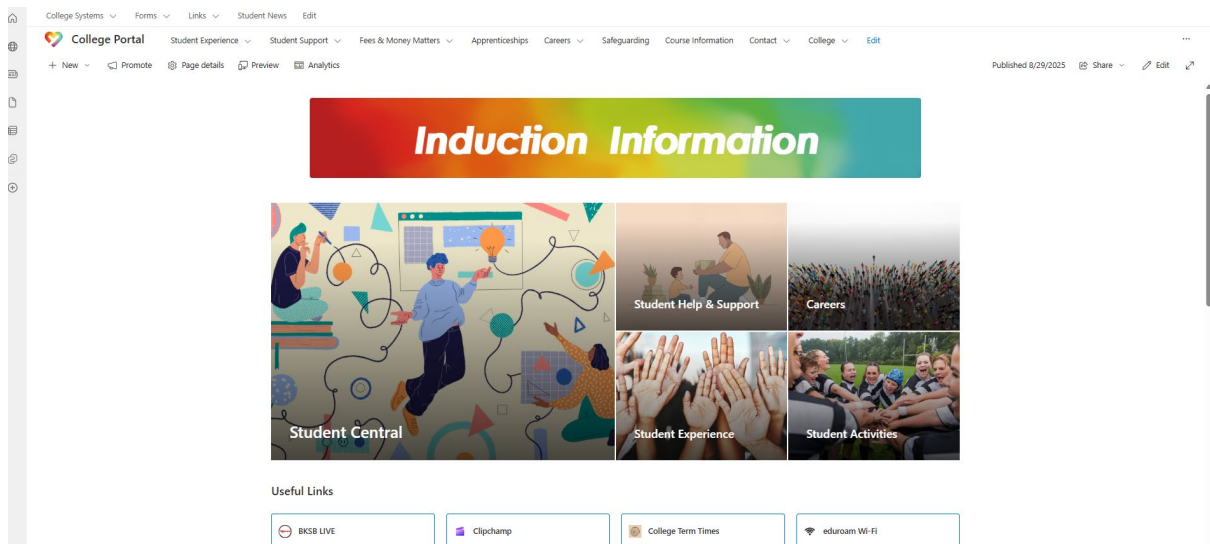 College Systems Forms Links Student News Edit
College Portal Student Experience Student Support Fees & Money Matters Apprenticeships Careers Safeguarding Course Information Contact College Edit
+ New Promote Page details Preview Analytics Published 8/29/2025 Share Edit
Induction Information
Student Help & Support
Careers
Student Central
Student Experience
Student Activities
Useful Links
BKSB LIVE Clipchamp College Term Times eduroam Wi-Fi